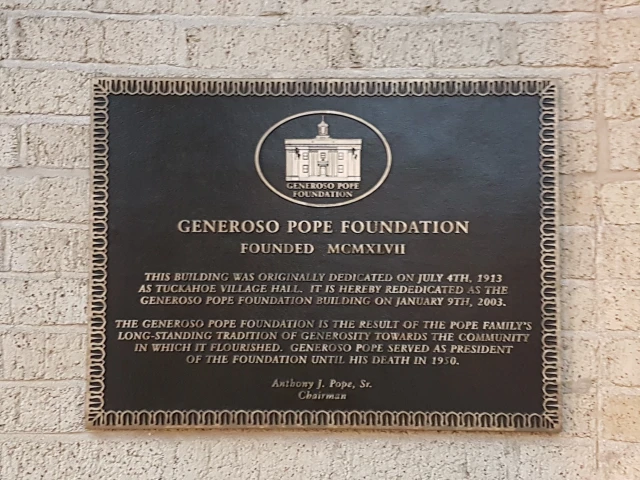 GENEROSO POPE
FOUNDATION
GENEROSO POPE FOUNDATION
FOUNDED MCMXLVII
THIS BUILDING WAS ORIGINALLY DEDICATED ON JULY 4TH, 1913
AS TUCKAHOE VILLAGE HALL. IT IS HEREBY REDEDICATED AS THE
GENEROSO POPE FOUNDATION BUILDING ON JANUARY 9TH, 2003.
THE GENEROSO POPE FOUNDATION IS THE RESULT OF THE POPE FAMILY'S
LONG-STANDING TRADITION OF GENEROSITY TOWARDS THE COMMUNITY
IN WHICH IT FLOURISHED. GENEROSO POPE SERVED AS PRESIDENT
OF THE FOUNDATION UNTIL HIS DEATH IN 1950.
Anthony J. Pope, Sr.
Chairman